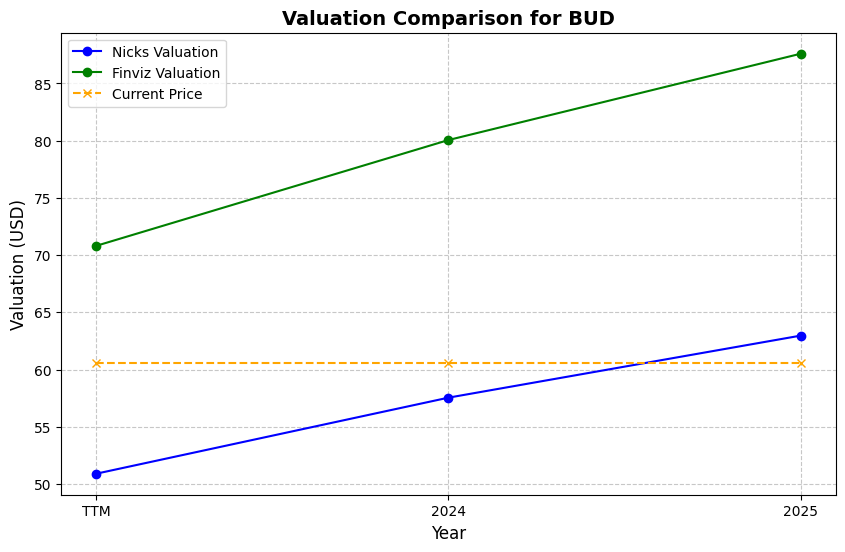 Valuation Comparison for BUD
Nicks Valuation
Finviz Valuation
Current Price
Valuation (USD)
85
80
75
70
65
60
55
50
TTM
2024
2025
Year